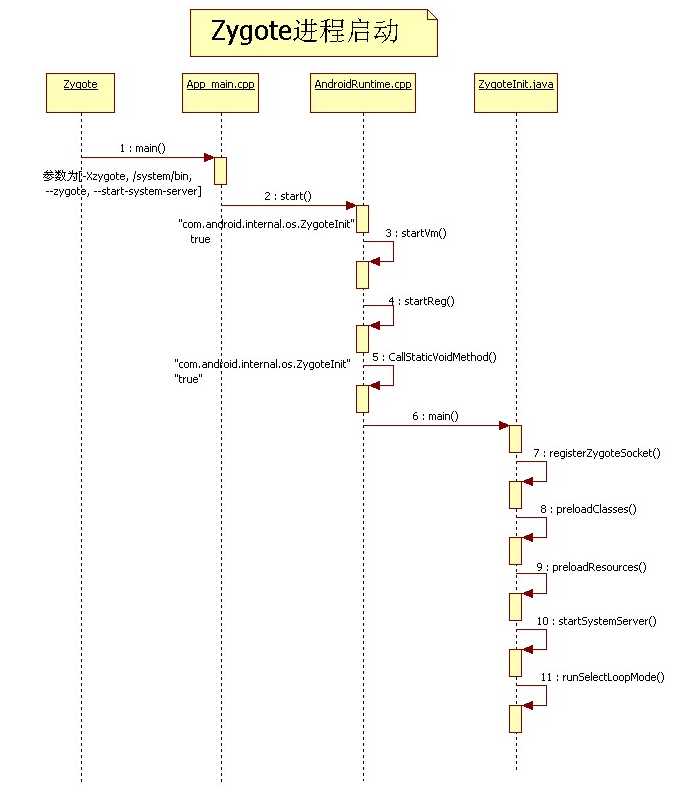 Zygote进程启动
Zygote
App_main.cpp
AndroidRuntime.cpp
ZygoteInit.java
1 : main()
参数为[-Xzygote, /system/bin,
--zygote, --start-system-server]
2 : start()
"com.android.internal.os.ZygoteInit"
true
3 : startVm()
4 : startReg()
5 : CallStaticVoidMethod()
"com.android.internal.os.ZygoteInit"
"true"
6 : main()
7 : registerZygoteSocket()
8 : preloadClasses()
9 : preloadResources()
10 : startSystemServer()
11 : runSelectLoopMode()